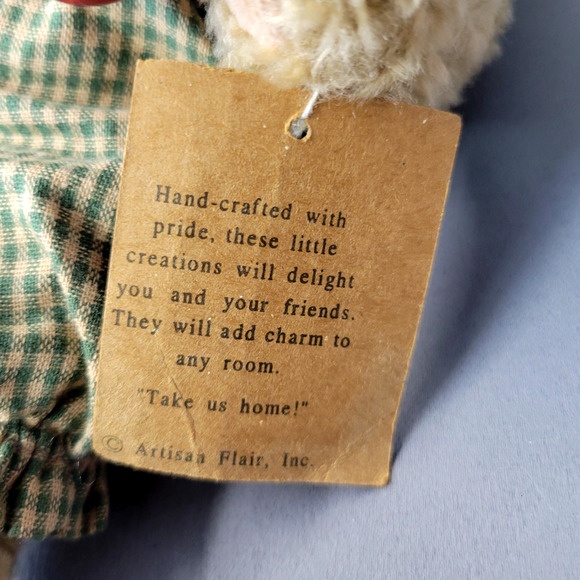 Hand-crafted with
pride, these little
creations will delight
you and your friends.
They will add charm to
any room.
"Take us home!"
© Artisan Flair, Inc.